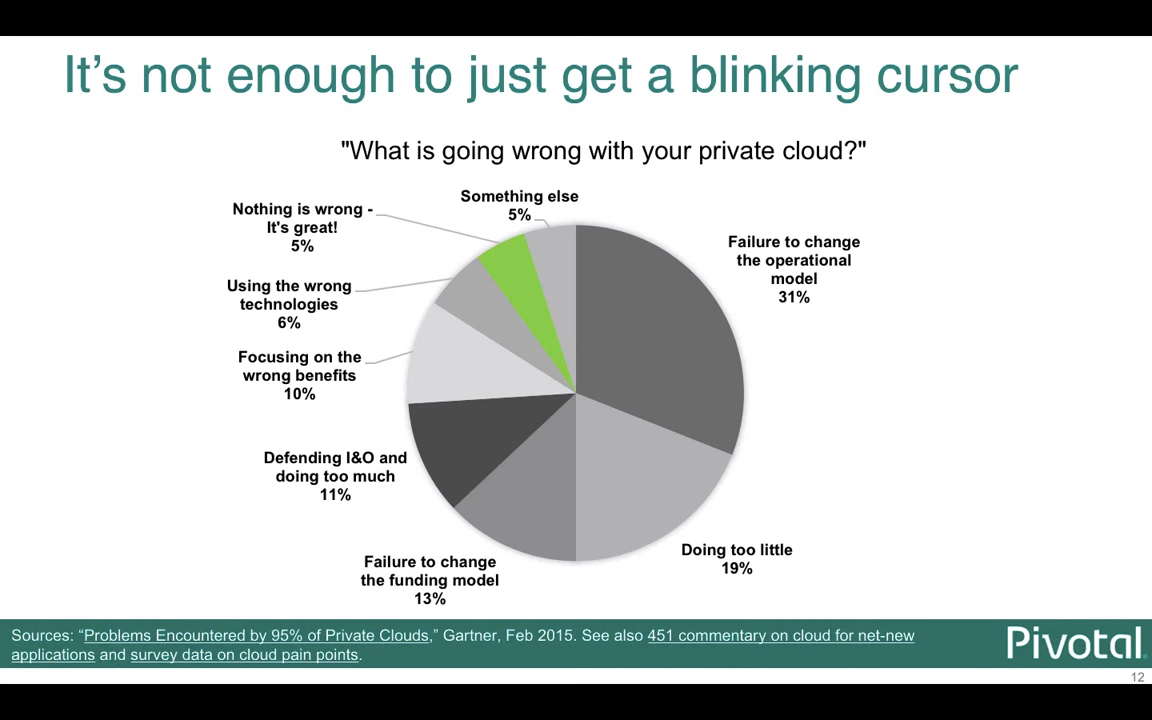 It's not enough to just get a blinking cursor
"What is going wrong with your private cloud?"
Something else
5%
Nothing is wrong -
It's great!
5%
Using the wrong
technologies
6%
Focusing on the
wrong benefits
10%
Defending I&O and
doing too much
11%
Failure to change
the funding model
13%
Doing too little
19%
Failure to change
the operational
model
31%
Sources: “Problems Encountered by 95% of Private Clouds,” Gartner, Feb 2015. See also 451 commentary on cloud for net-new
applications and survey data on cloud pain points.
Pivotal
12